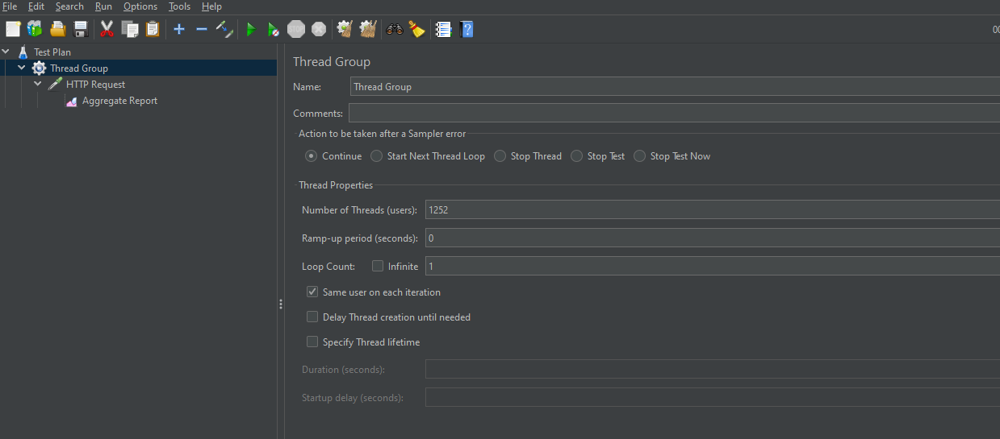 File Edit Search Run Options Tools Help
STOP
00
Test Plan
Thread Group
HTTP Request
Aggregate Report
Thread Group
Name: Thread Group
Comments:
Action to be taken after a Sampler error
Continue Start Next Thread Loop Stop Thread Stop Test Stop Test Now
Thread Properties
Number of Threads (users): 1252
Ramp-up period (seconds): 0
Loop Count: Infinite 1
Same user on each iteration
Delay Thread creation until needed
Specify Thread lifetime
Duration (seconds):
Startup delay (seconds):